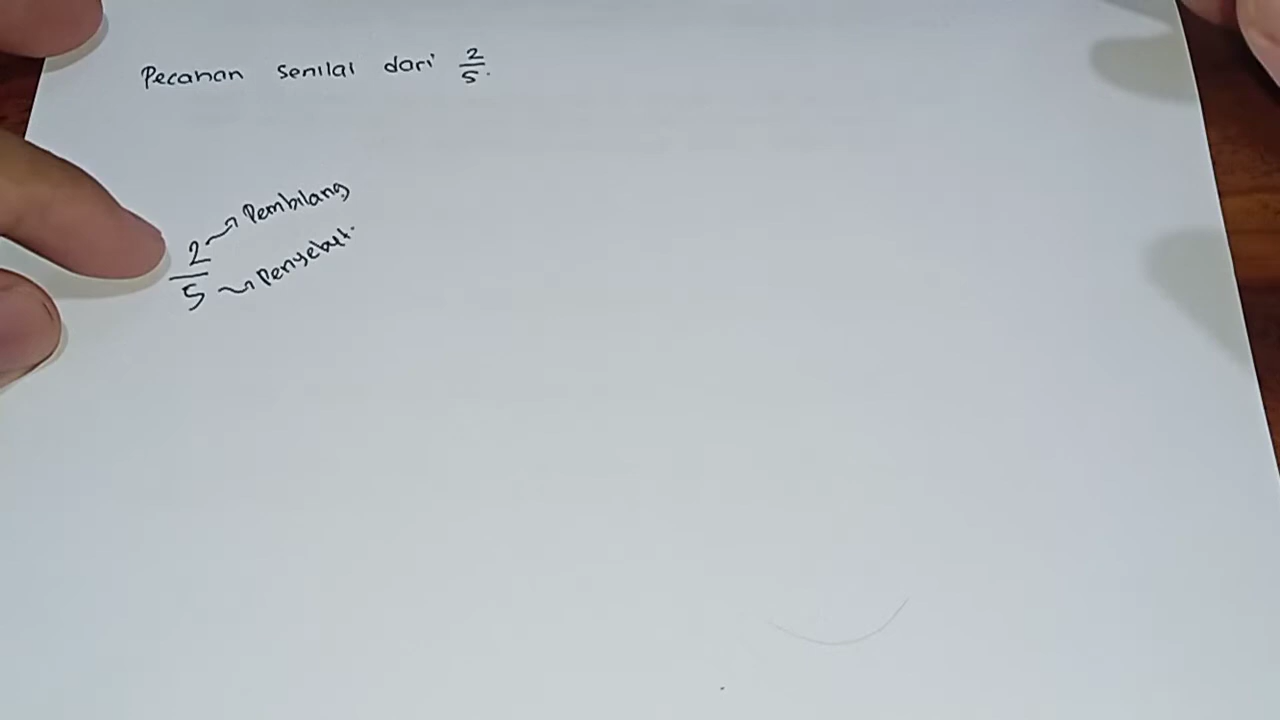 Pecahan senilai dari 2/5.
2 → Pembilang
5 → Penyebut.